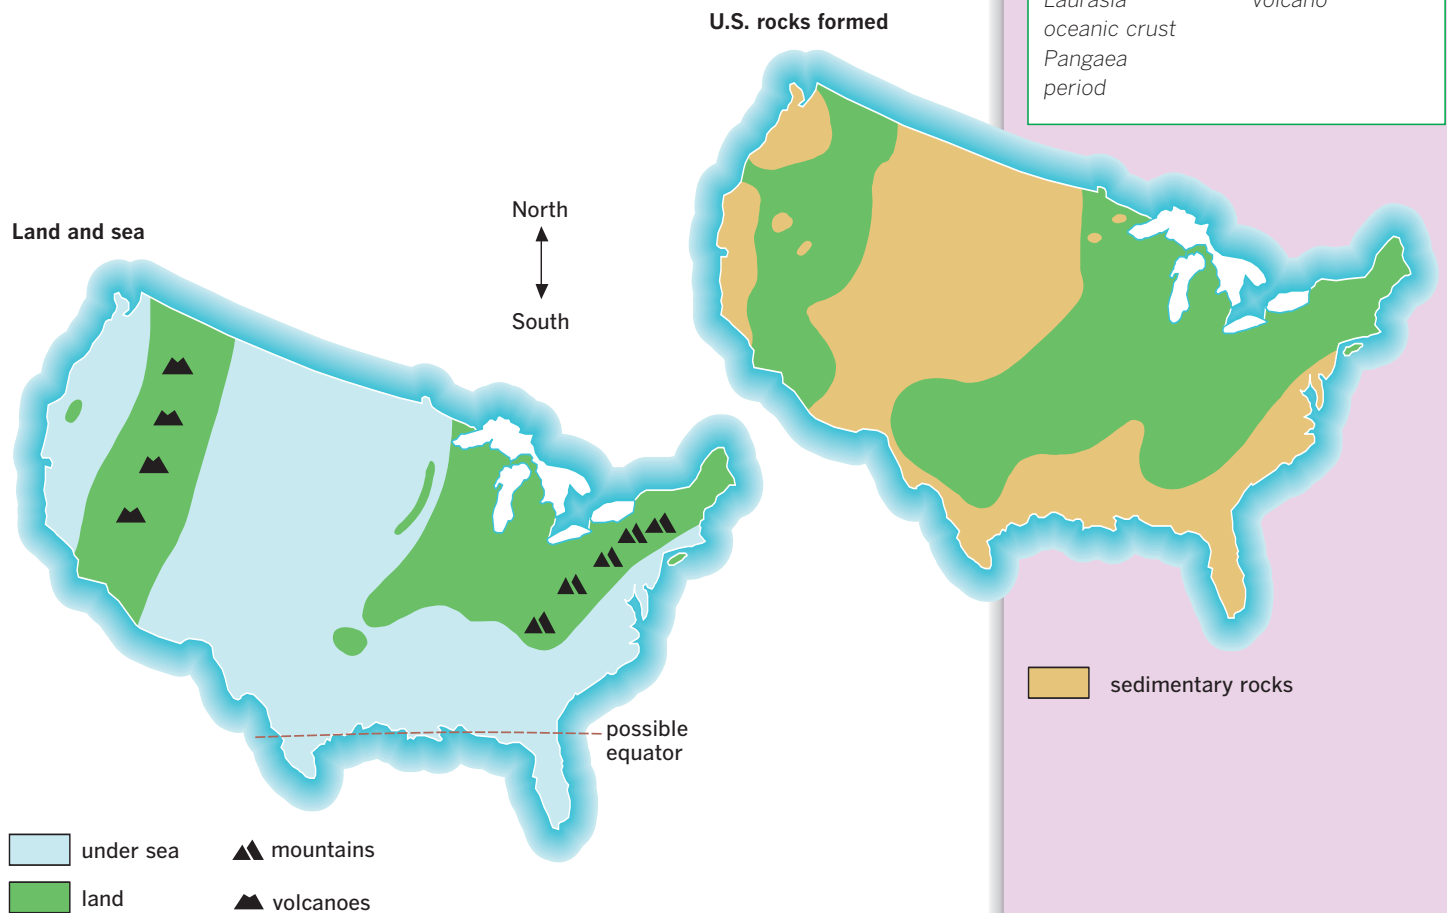 Laurasia
volcano
oceanic crust
Pangaea
period
U.S. rocks formed
North
South
Land and sea
possible
equator
sedimentary rocks
under sea
mountains
land
volcanoes